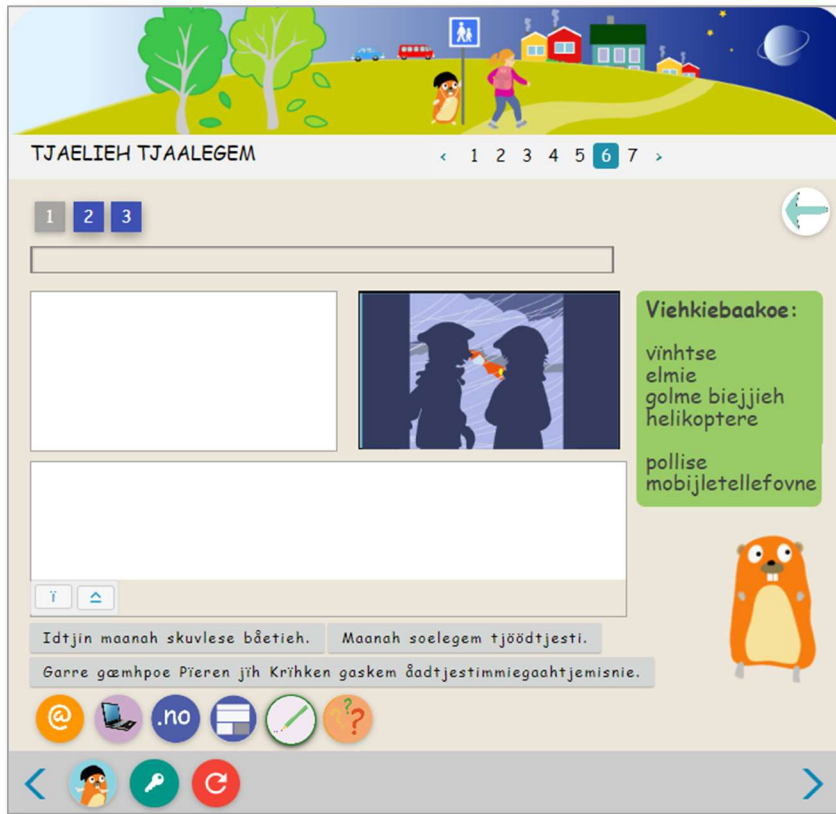 TJAELIEH TJAALEGEM
‹ 1 2 3 4 5 6 7 ›
1 2 3
Viehkiebaakoe:
vïnhtse
elmie
golme biejjieh
helikoptere
pollise
mobijletellefovne
ï
Idtjin maanah skuvlese båetieh.
Maanah soelegem tjöödtjesti.
Garre gæmhpoe Pïeren jïh Krïhken gaskem åadtjestimmiegaahtjemisnie.
@
.no
???